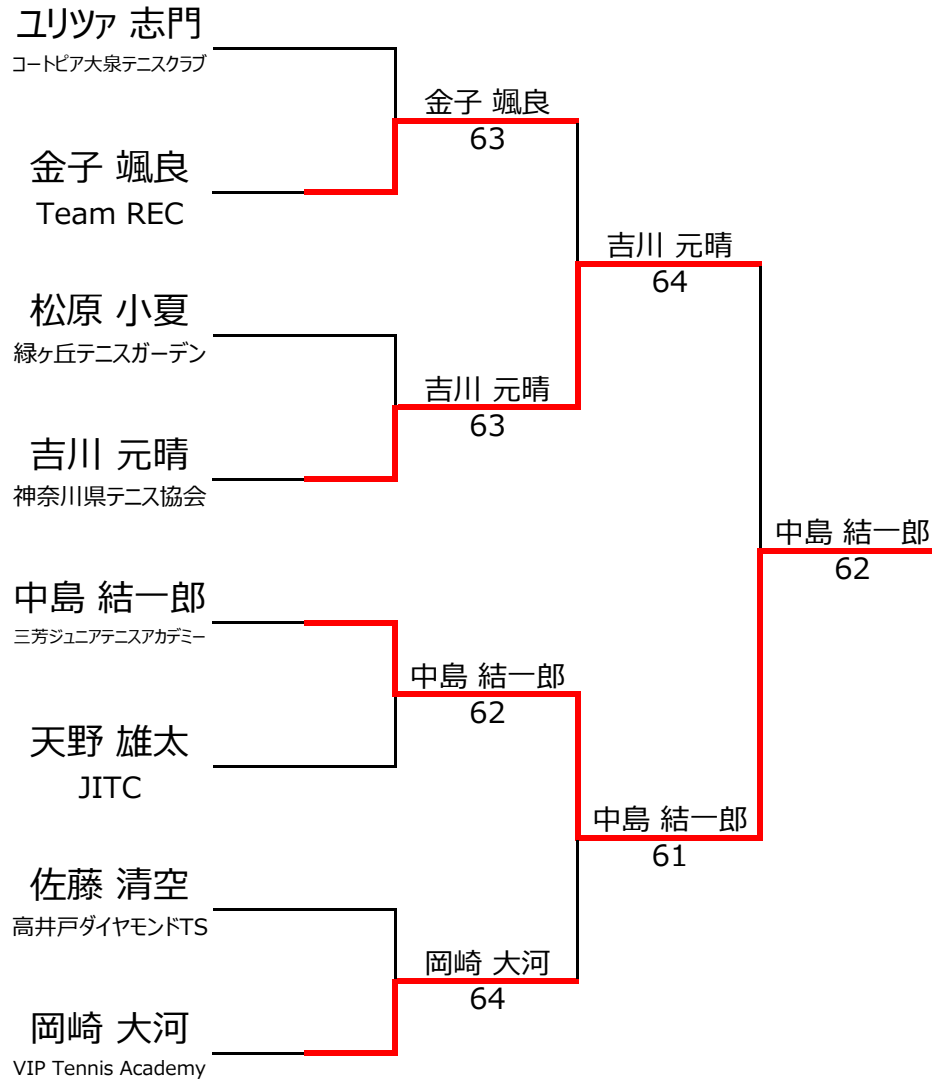 ユリツァ 志門
コートピア大泉テニスクラブ
金子 颯良
63
金子 颯良
Team REC
吉川 元晴
64
松原 小夏
緑ヶ丘テニスガーデン
吉川 元晴
63
吉川 元晴
神奈川県テニス協会
中島 結一郎
62
中島 結一郎
三芳ジュニアテニスアカデミー
中島 結一郎
62
天野 雄太
JITC
中島 結一郎
61
佐藤 清空
高井戸ダイヤモンドTS
岡崎 大河
64
岡崎 大河
VIP Tennis Academy